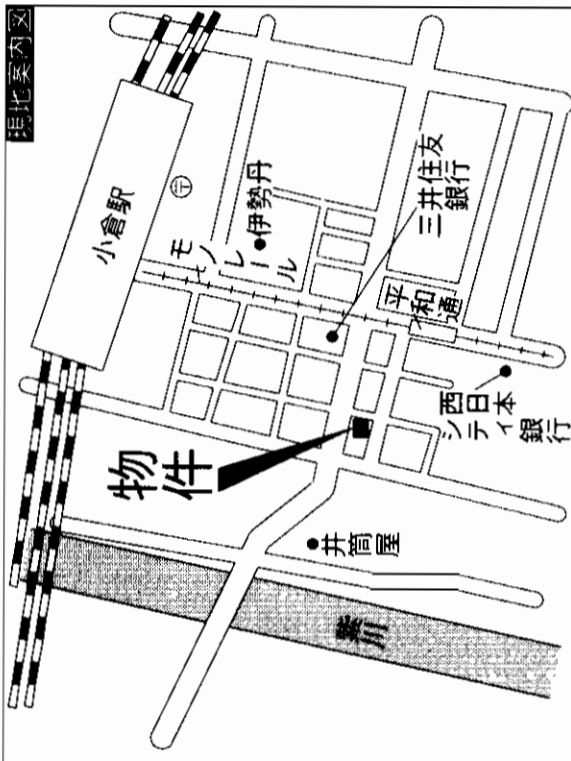 現地案内図
小倉駅
〒
伊勢丹
モノレール
三井住友
銀行
平和通
物件
西日本
シティ
銀行
井筒屋
紫川